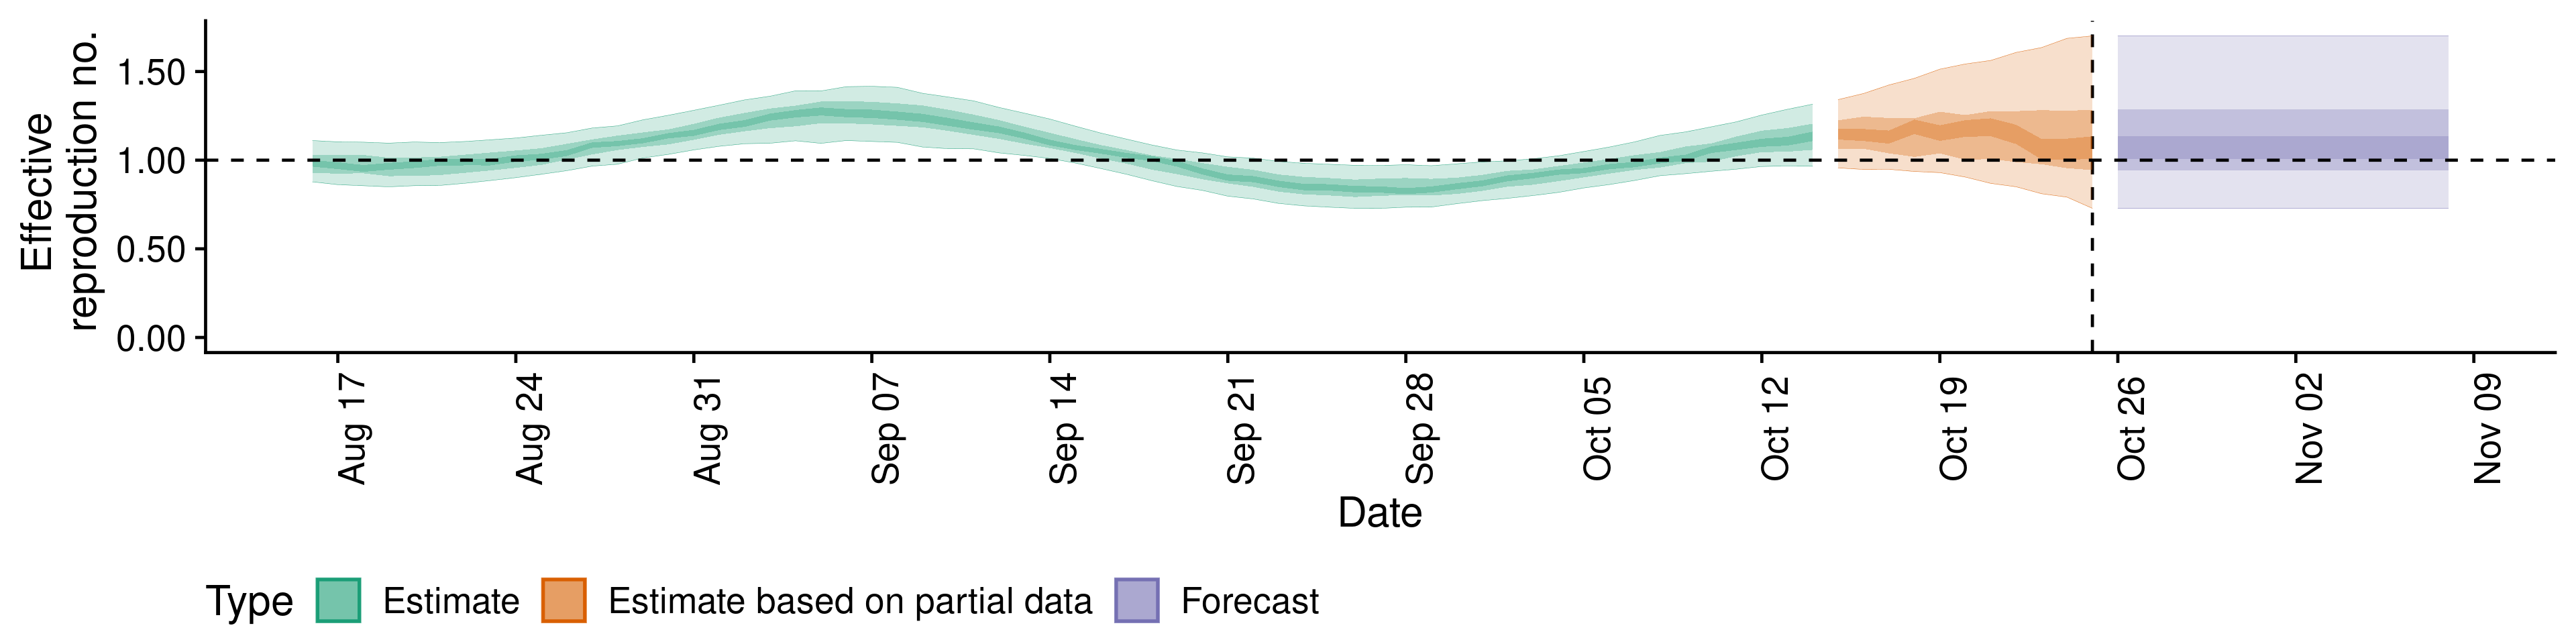 Effective
reproduction no.
1.50
1.00
0.50
0.00
Aug 17
Aug 24
Aug 31
Sep 07
Sep 14
Sep 21
Sep 28
Oct 05
Oct 12
Oct 19
Oct 26
Nov 02
Nov 09
Date
Type Estimate Estimate based on partial data Forecast